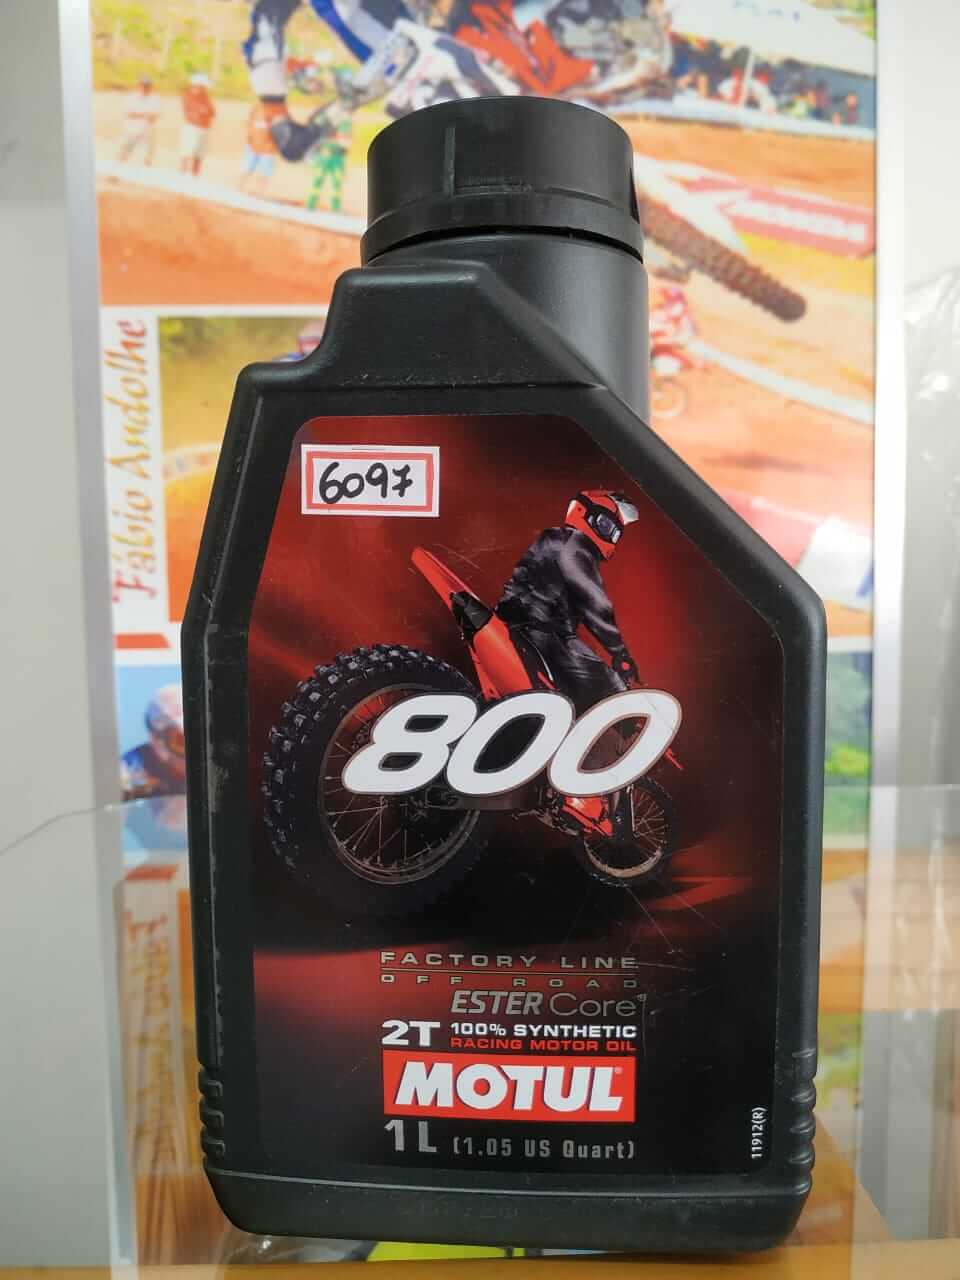 6097
800
FACTORY LINE
OFF ROAD
ESTER Core®
2T 100% SYNTHETIC
RACING MOTOR OIL
MOTUL®
1L (1.05 US Quart)
11912(R)
Fábio Andolhe